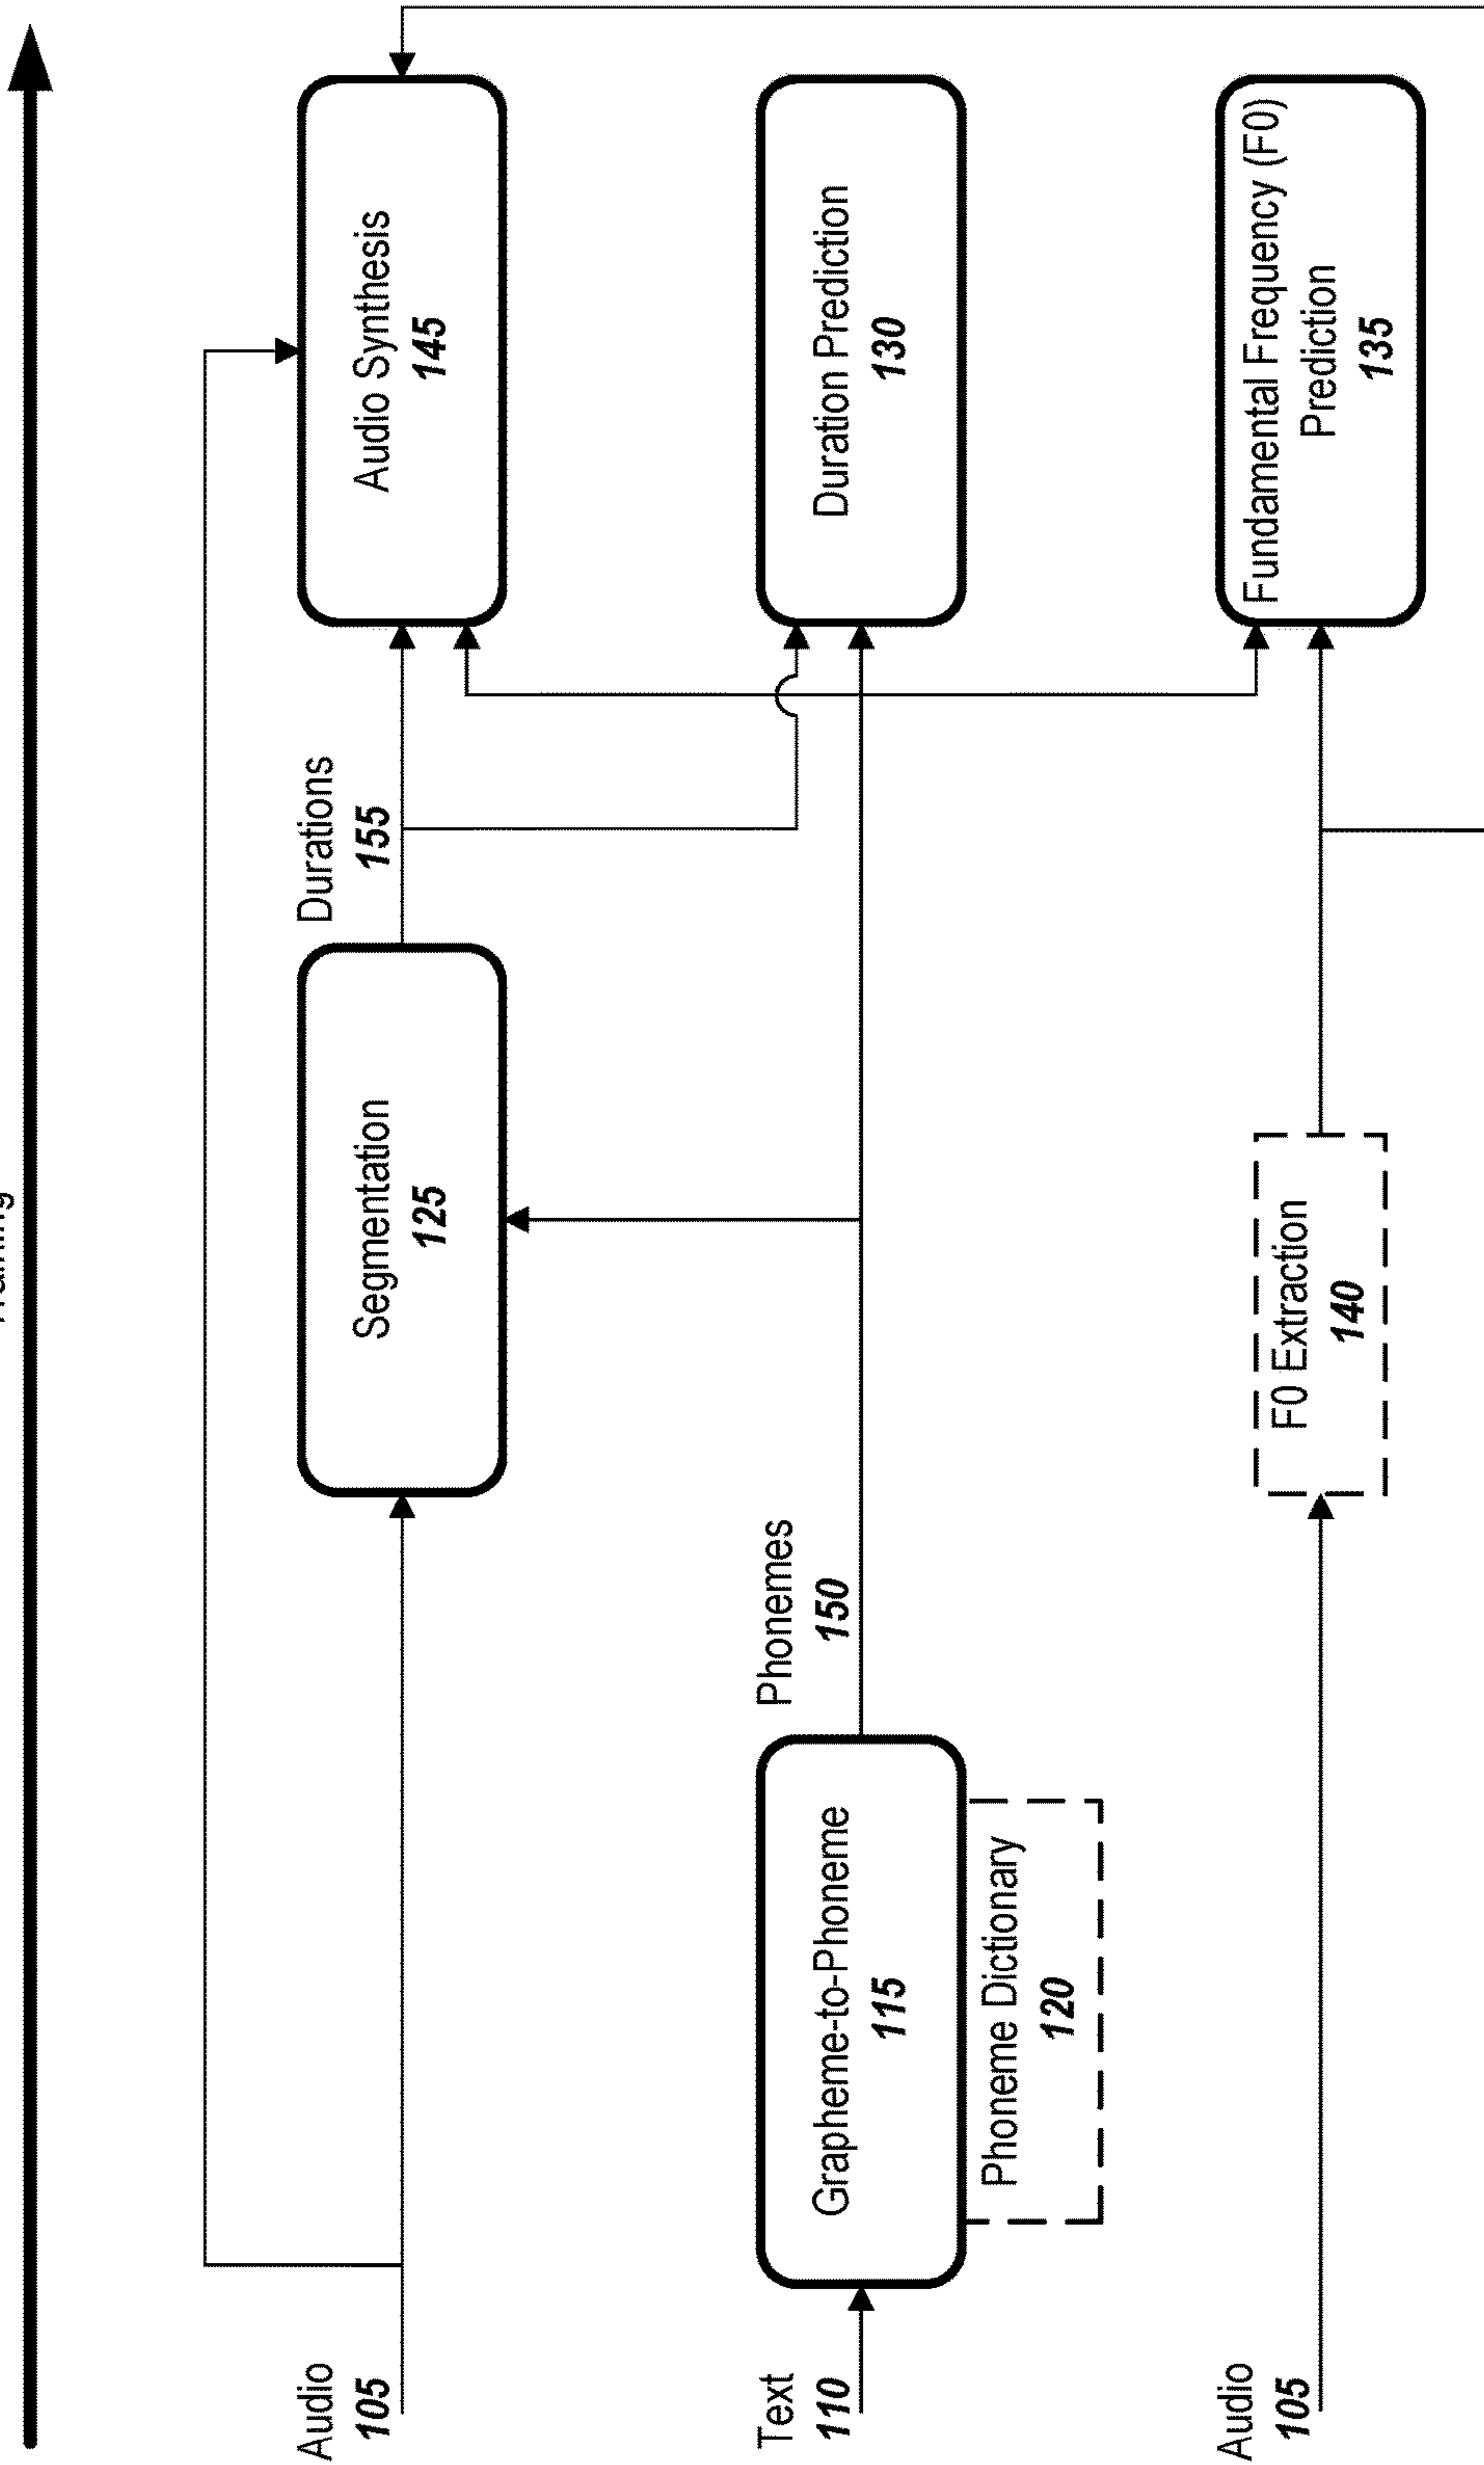 Audio
105
Segmentation
125
Durations
155
Audio Synthesis
145
Text
110
Grapheme-to-Phoneme
115
Phoneme Dictionary
120
Phonemes
150
Duration Prediction
130
Audio
105
F0 Extraction
140
Fundamental Frequency (F0)
Prediction
135